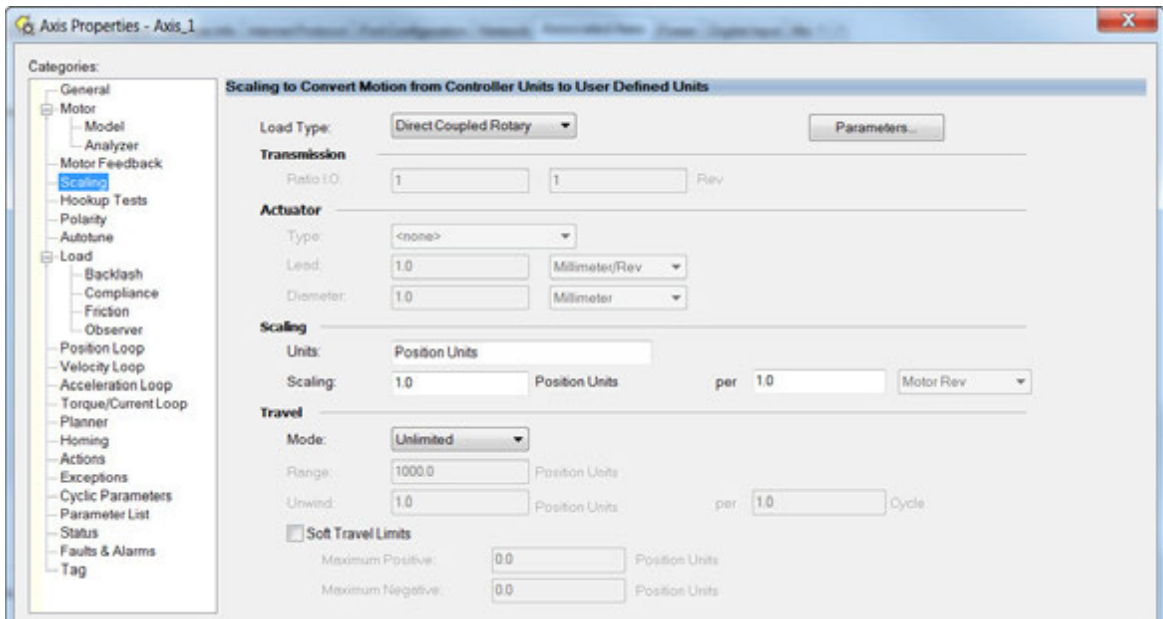 Axis Properties - Axis_1
X
Categories:
General
Motor
Model
Analyzer
Motor Feedback
Scaling
Hookup Tests
Polarity
Autotune
Load
Backlash
Compliance
Friction
Observer
Position Loop
Velocity Loop
Acceleration Loop
Torque/Current Loop
Planner
Homing
Actions
Exceptions
Cyclic Parameters
Parameter List
Status
Faults & Alarms
Tag
Scaling to Convert Motion from Controller Units to User Defined Units
Load Type: Direct Coupled Rotary Parameters...
Transmission
Ratio I:O: 1 1 Rev
Actuator
Type: <none>
Lead: 1.0 Millimeter/Rev
Diameter: 1.0 Millimeter
Scaling
Units: Position Units
Scaling: 1.0 Position Units per 1.0 Motor Rev
Travel
Mode: Unlimited
Range: 1000.0 Position Units
Unwind: 1.0 Position Units per 1.0 Cycle
Soft Travel Limits
Maximum Positive: 0.0 Position Units
Maximum Negative: 0.0 Position Units